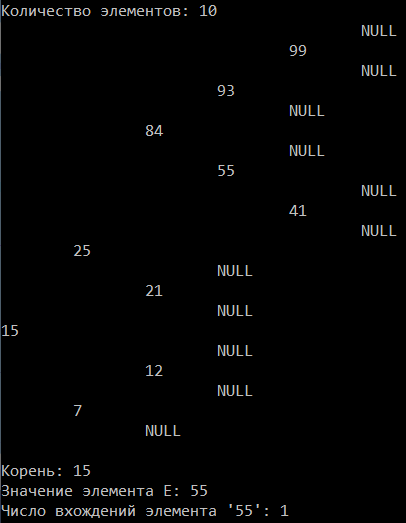 Количество элементов: 10
NULL
99
NULL
93
NULL
84
NULL
55
NULL
41
NULL
25
NULL
21
NULL
15
NULL
12
NULL
7
NULL
Корень: 15
Значение элемента Е: 55
Число вхождений элемента '55': 1